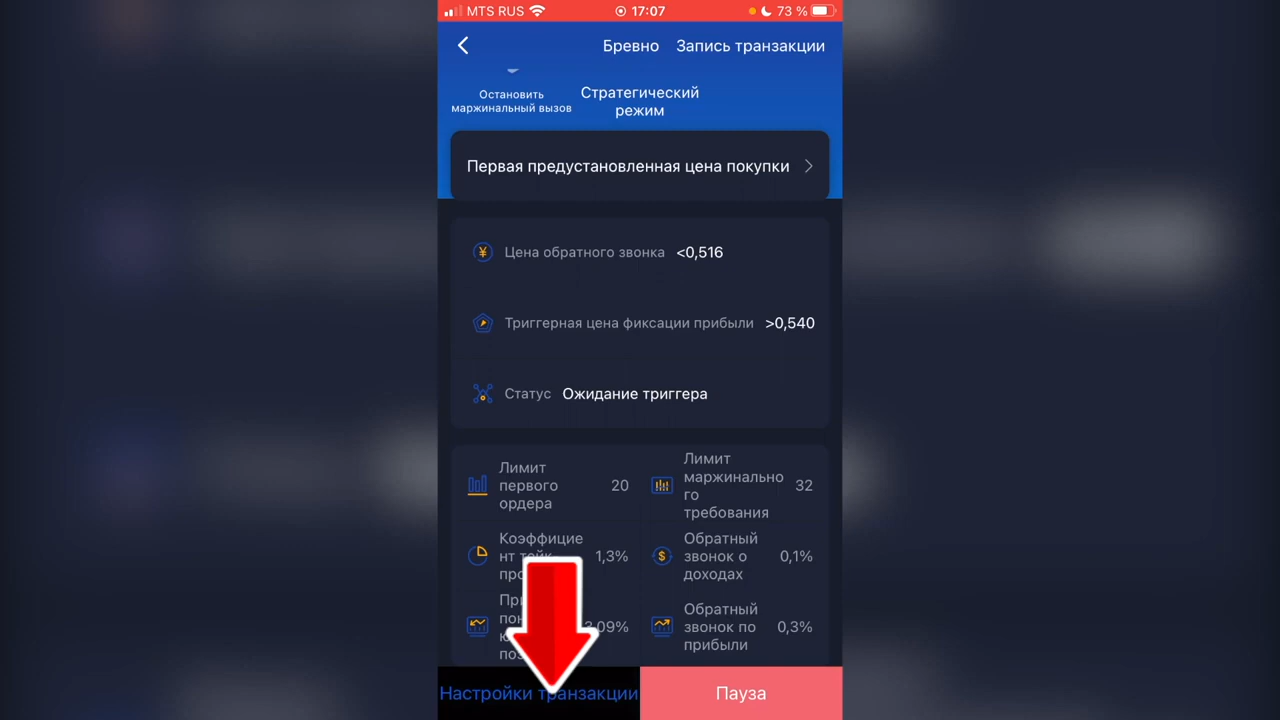 MTS RUS 17:07 73 %
Бревно Запись транзакции
Остановить
маржинальный вызов
Стратегический
режим
Первая предустановленная цена покупки
Цена обратного звонка <0,516
Триггерная цена фиксации прибыли >0,540
Статус Ожидание триггера
Лимит
первого
ордера
20
Лимит
маржинально
го
требования
32
Коэффицие
нт тейк
1,3%
Обратный
звонок о
доходах
0,1%
Обратный
звонок по
прибыли
0,3%
Настройки транзакции Пауза